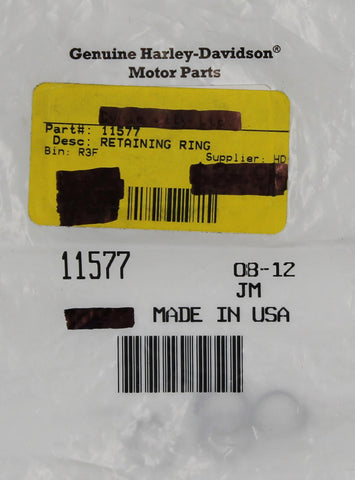 Genuine Harley-Davidson®
Motor Parts
Part#: 11577
Desc: RETAINING RING
Bin: R3F
Supplier: HD
11577
08-12
JM
MADE IN USA